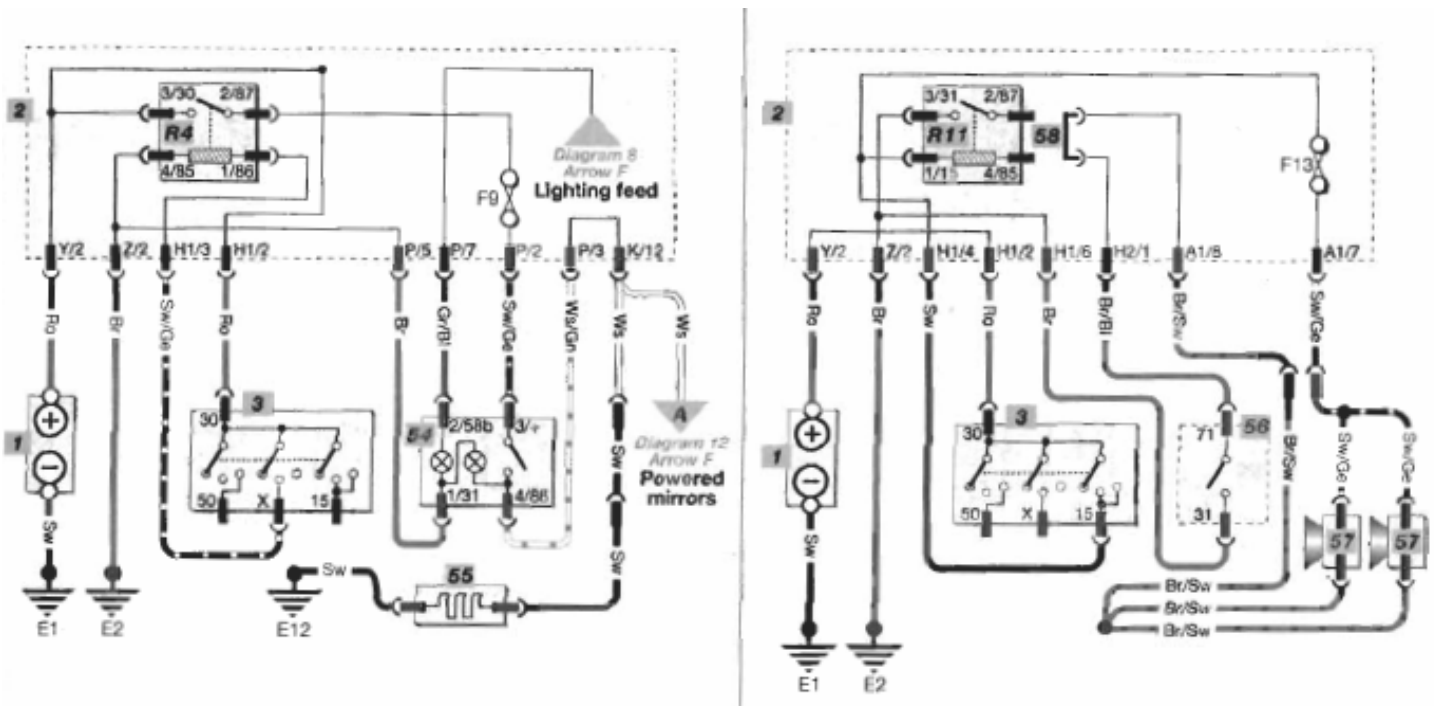 3/30 2/87
2
R4
4/85 1/86
Diagram 8
Arrow F
Lighting feed
F9
Y/2 Z/2 H1/3 H1/2 P/5 P/7 P/2 P/3 K/12
Ro Br Sw/Ge Ro Br Gr/Bl Sw/Ge Ws/Gn Ws Ws
1
3
30
50 X 15
54
2/58b 3/+
1/31 4/86
A
Diagram 12
Arrow F
Powered
mirrors
Sw
Sw
Sw
Sw
55
E1 E2 E12
3/31 2/87
2
R11
58
1/15 4/85
F13
Y/2 Z/2 H1/4 H1/2 H1/6 H2/1 A1/8 A1/7
Ro Br Sw Ro Br Br/Bl Br/Sw Sw/Ge
1
3
30
50 X 15
71 56
31
Br/Sw
Sw/Ge Sw/Ge
57 57
Sw
Br/Sw
Br/Sw
Br/Sw
E1 E2